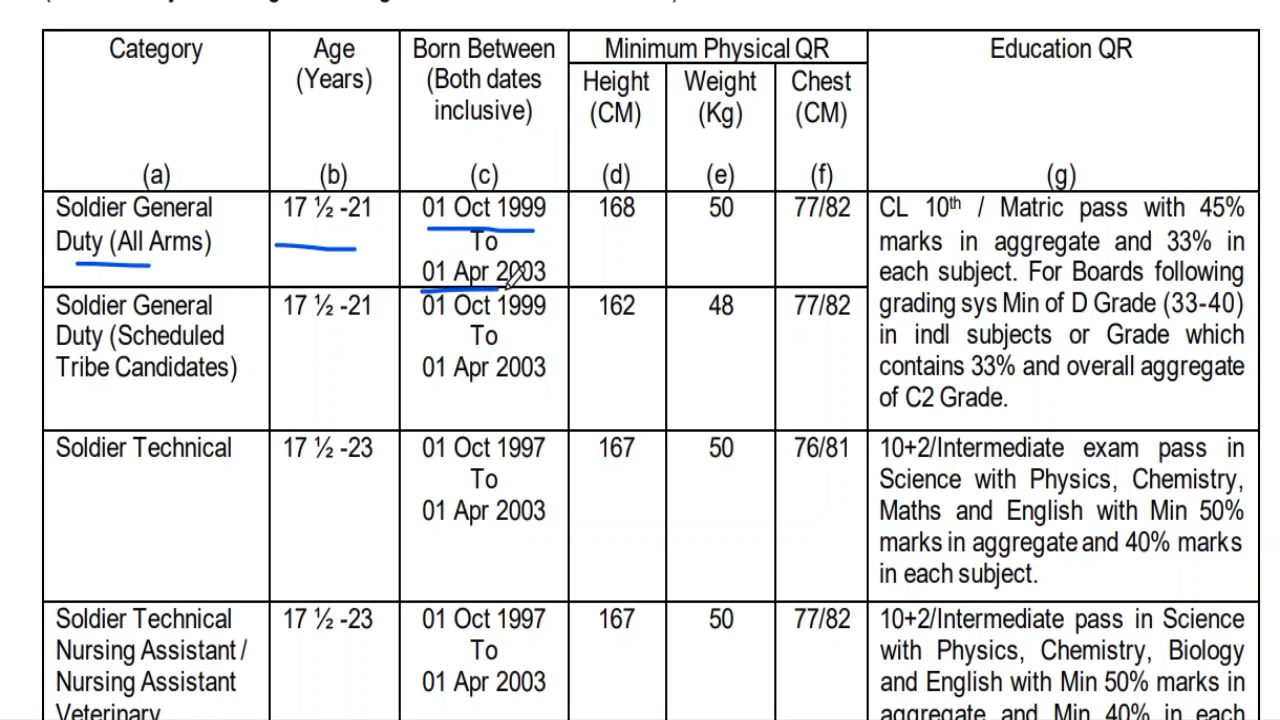 Category
Age
(Years)
Born Between
(Both dates
inclusive)
Minimum Physical QR
Education QR
Height
(CM)
Weight
(Kg)
Chest
(CM)
(a)
(b)
(c)
(d)
(e)
(f)
(g)
Soldier General
Duty (All Arms)
17 ½ -21
01 Oct 1999
To
01 Apr 2003
168
50
77/82
CL 10th / Matric pass with 45%
marks in aggregate and 33% in
each subject. For Boards following
grading sys Min of D Grade (33-40)
in indl subjects or Grade which
contains 33% and overall aggregate
of C2 Grade.
Soldier General
Duty (Scheduled
Tribe Candidates)
17 ½ -21
01 Oct 1999
To
01 Apr 2003
162
48
77/82
Soldier Technical
17 ½ -23
01 Oct 1997
To
01 Apr 2003
167
50
76/81
10+2/Intermediate exam pass in
Science with Physics, Chemistry,
Maths and English with Min 50%
marks in aggregate and 40% marks
in each subject.
Soldier Technical
Nursing Assistant /
Nursing Assistant
Veterinary
17 ½ -23
01 Oct 1997
To
01 Apr 2003
167
50
77/82
10+2/Intermediate pass in Science
with Physics, Chemistry, Biology
and English with Min 50% marks in
aggregate and Min 40% in each